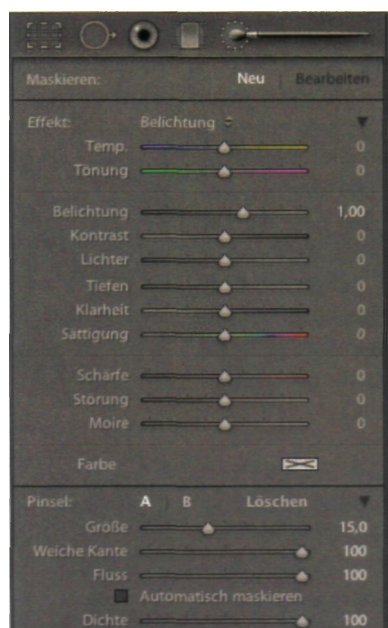 Maskieren: Neu | Bearbeiten
Effekt: Belichtung
Temp. 0
Tönung 0
Belichtung 1,00
Kontrast 0
Lichter 0
Tiefen 0
Klarheit 0
Sättigung 0
Schärfe 0
Störung 0
Moire 0
Farbe
Pinsel: A | B Löschen
Größe 15,0
Weiche Kante 100
Fluss 100
Automatisch maskieren
Dichte 100